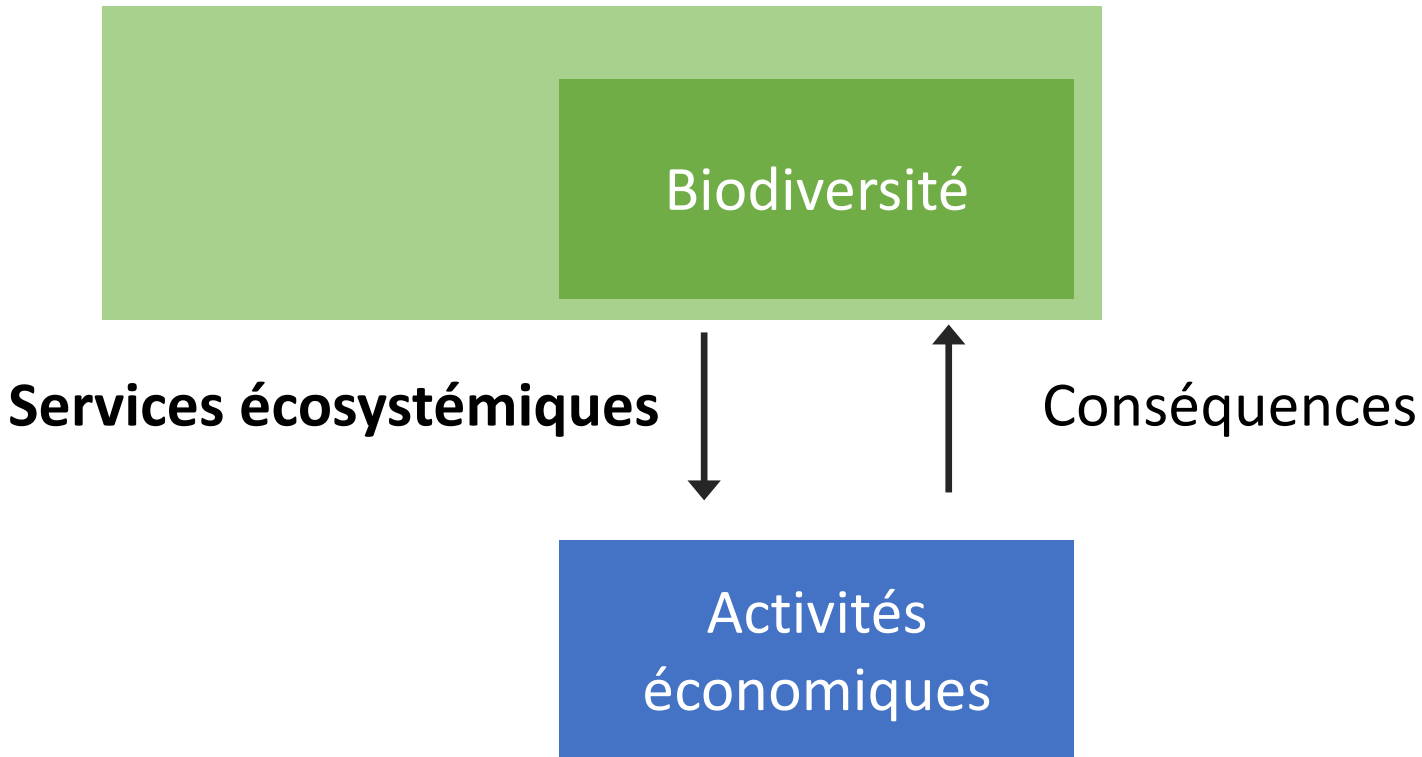 Biodiversité
Services écosystémiques
Conséquences
Activités
économiques